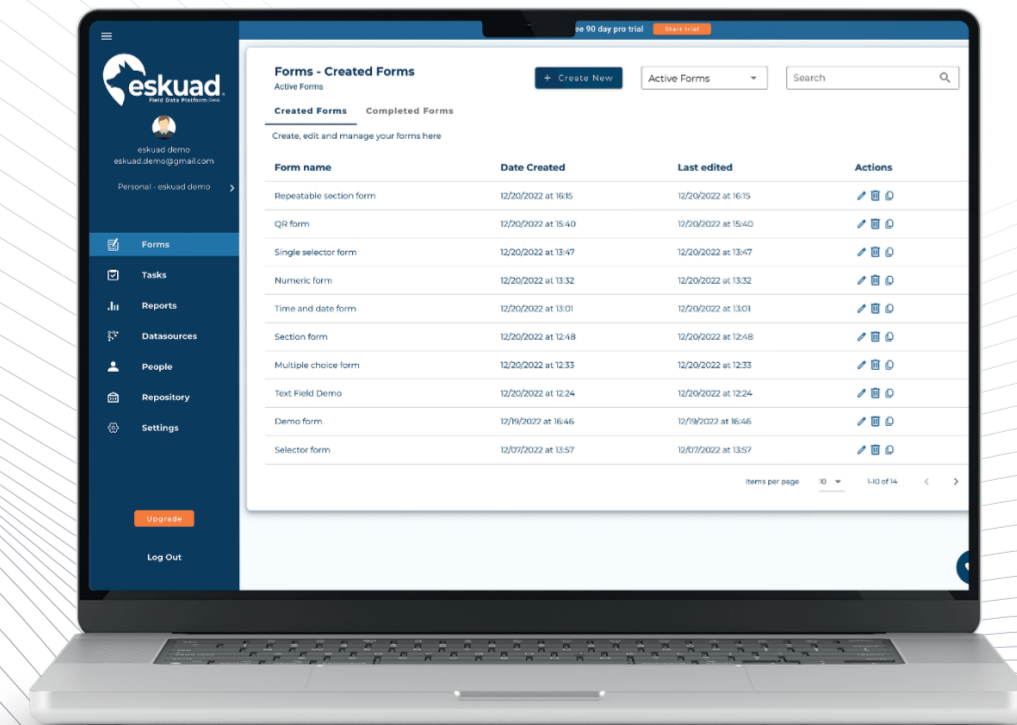 ee 90 day pro trial Start trial
eskuad
Field Data Platform
eskuad demo
eskuad.demo@gmail.com
Personal - eskuad demo
Forms
Tasks
Reports
Datasources
People
Repository
Settings
Upgrade
Log Out
Forms - Created Forms
Active Forms
+ Create New
Active Forms
Search
Created Forms Completed Forms
Create, edit and manage your forms here
Form name Date Created Last edited Actions
Repeatable section form 12/20/2022 at 16:15 12/20/2022 at 16:15
QR form 12/20/2022 at 15:40 12/20/2022 at 15:40
Single selector form 12/20/2022 at 13:47 12/20/2022 at 13:47
Numeric form 12/20/2022 at 13:32 12/20/2022 at 13:32
Time and date form 12/20/2022 at 13:01 12/20/2022 at 13:01
Section form 12/20/2022 at 12:48 12/20/2022 at 12:48
Multiple choice form 12/20/2022 at 12:33 12/20/2022 at 12:33
Text Field Demo 12/20/2022 at 12:24 12/20/2022 at 12:24
Demo form 12/19/2022 at 16:46 12/19/2022 at 16:46
Selector form 12/07/2022 at 13:57 12/07/2022 at 13:57
Items per page 10 1-10 of 14